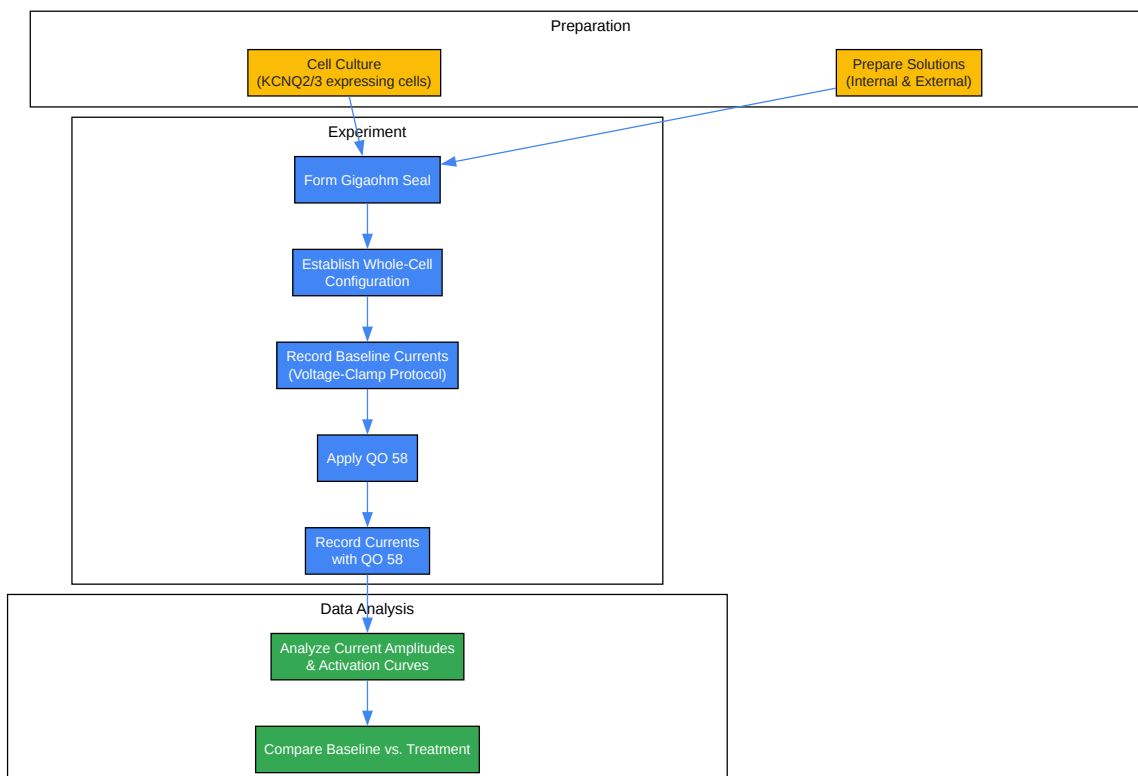 Preparation
Cell Culture
(KCNQ2/3 expressing cells)
Prepare Solutions
(Internal & External)
Experiment
Form Gigaohm Seal
Establish Whole-Cell
Configuration
Record Baseline Currents
(Voltage-Clamp Protocol)
Apply QO 58
Record Currents
with QO 58
Data Analysis
Analyze Current Amplitudes
& Activation Curves
Compare Baseline vs. Treatment